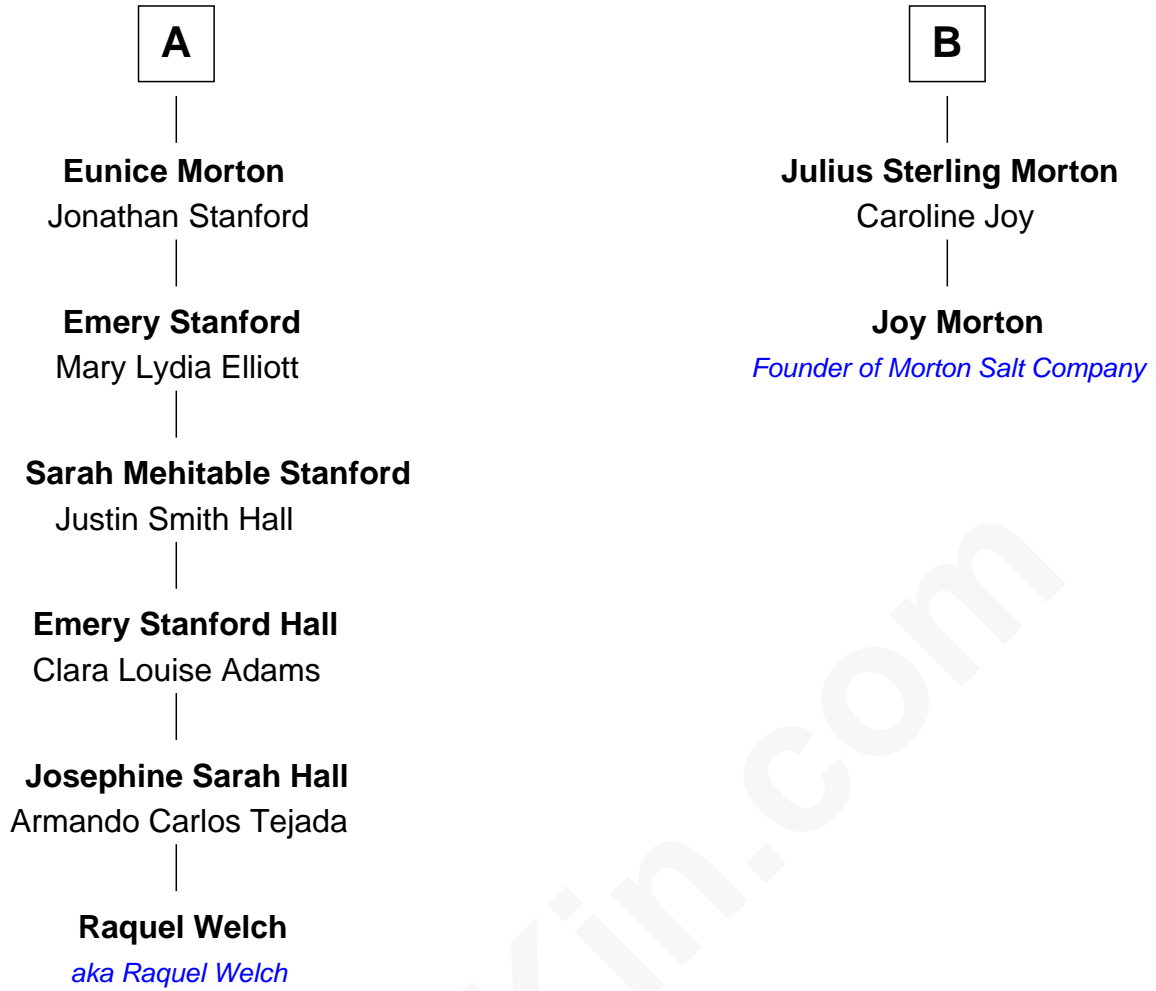 A
Eunice Morton
Jonathan Stanford
Emery Stanford
Mary Lydia Elliott
Sarah Mehitable Stanford
Justin Smith Hall
Emery Stanford Hall
Clara Louise Adams
Josephine Sarah Hall
Armando Carlos Tejada
Raquel Welch
aka Raquel Welch
B
Julius Sterling Morton
Caroline Joy
Joy Morton
Founder of Morton Salt Company
Kin.com